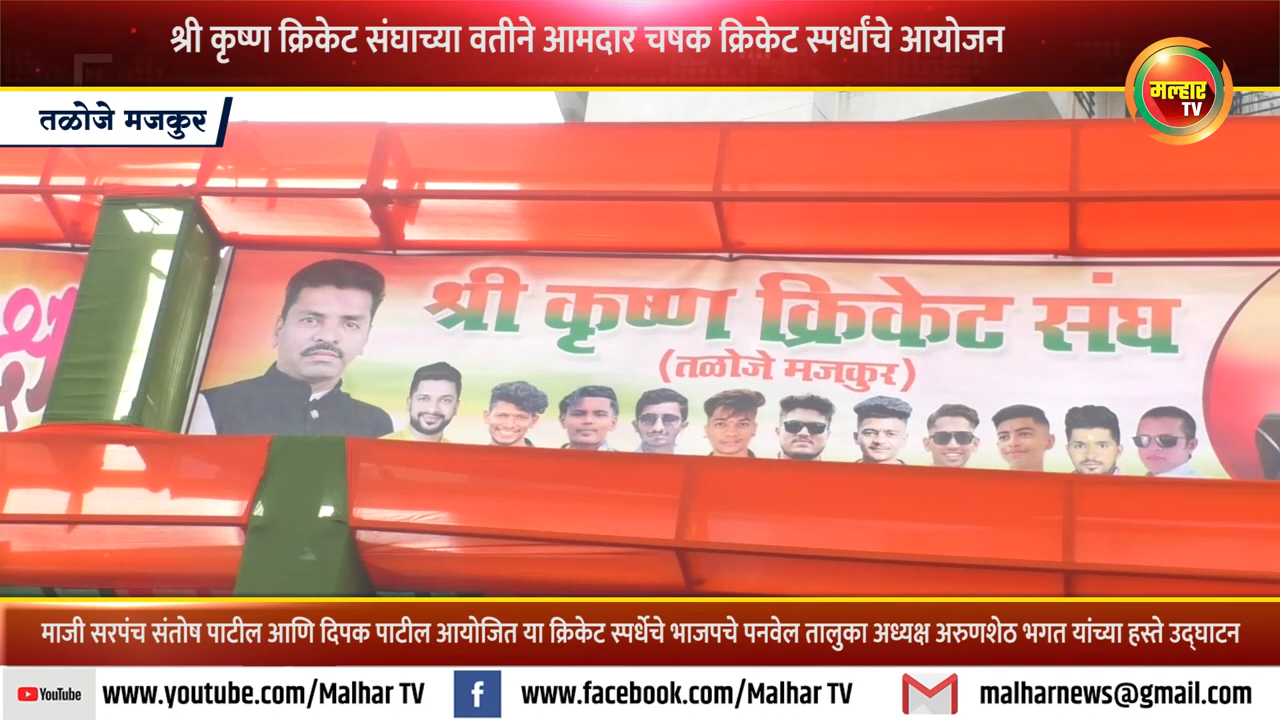 श्री कृष्ण क्रिकेट संघाच्या वतीने आमदार चषक क्रिकेट स्पर्धांचे आयोजन
मल्हार
TV
तळोजे मजकुर
श्री कृष्ण क्रिकेट संघ
(तळोजे मजकुर)
माजी सरपंच संतोष पाटील आणि दिपक पाटील आयोजित या क्रिकेट स्पर्धेचे भाजपचे पनवेल तालुका अध्यक्ष अरुणशेठ भगत यांच्या हस्ते उद्घाटन
YouTube www.youtube.com/Malhar TV www.facebook.com/Malhar TV malharnews@gmail.com